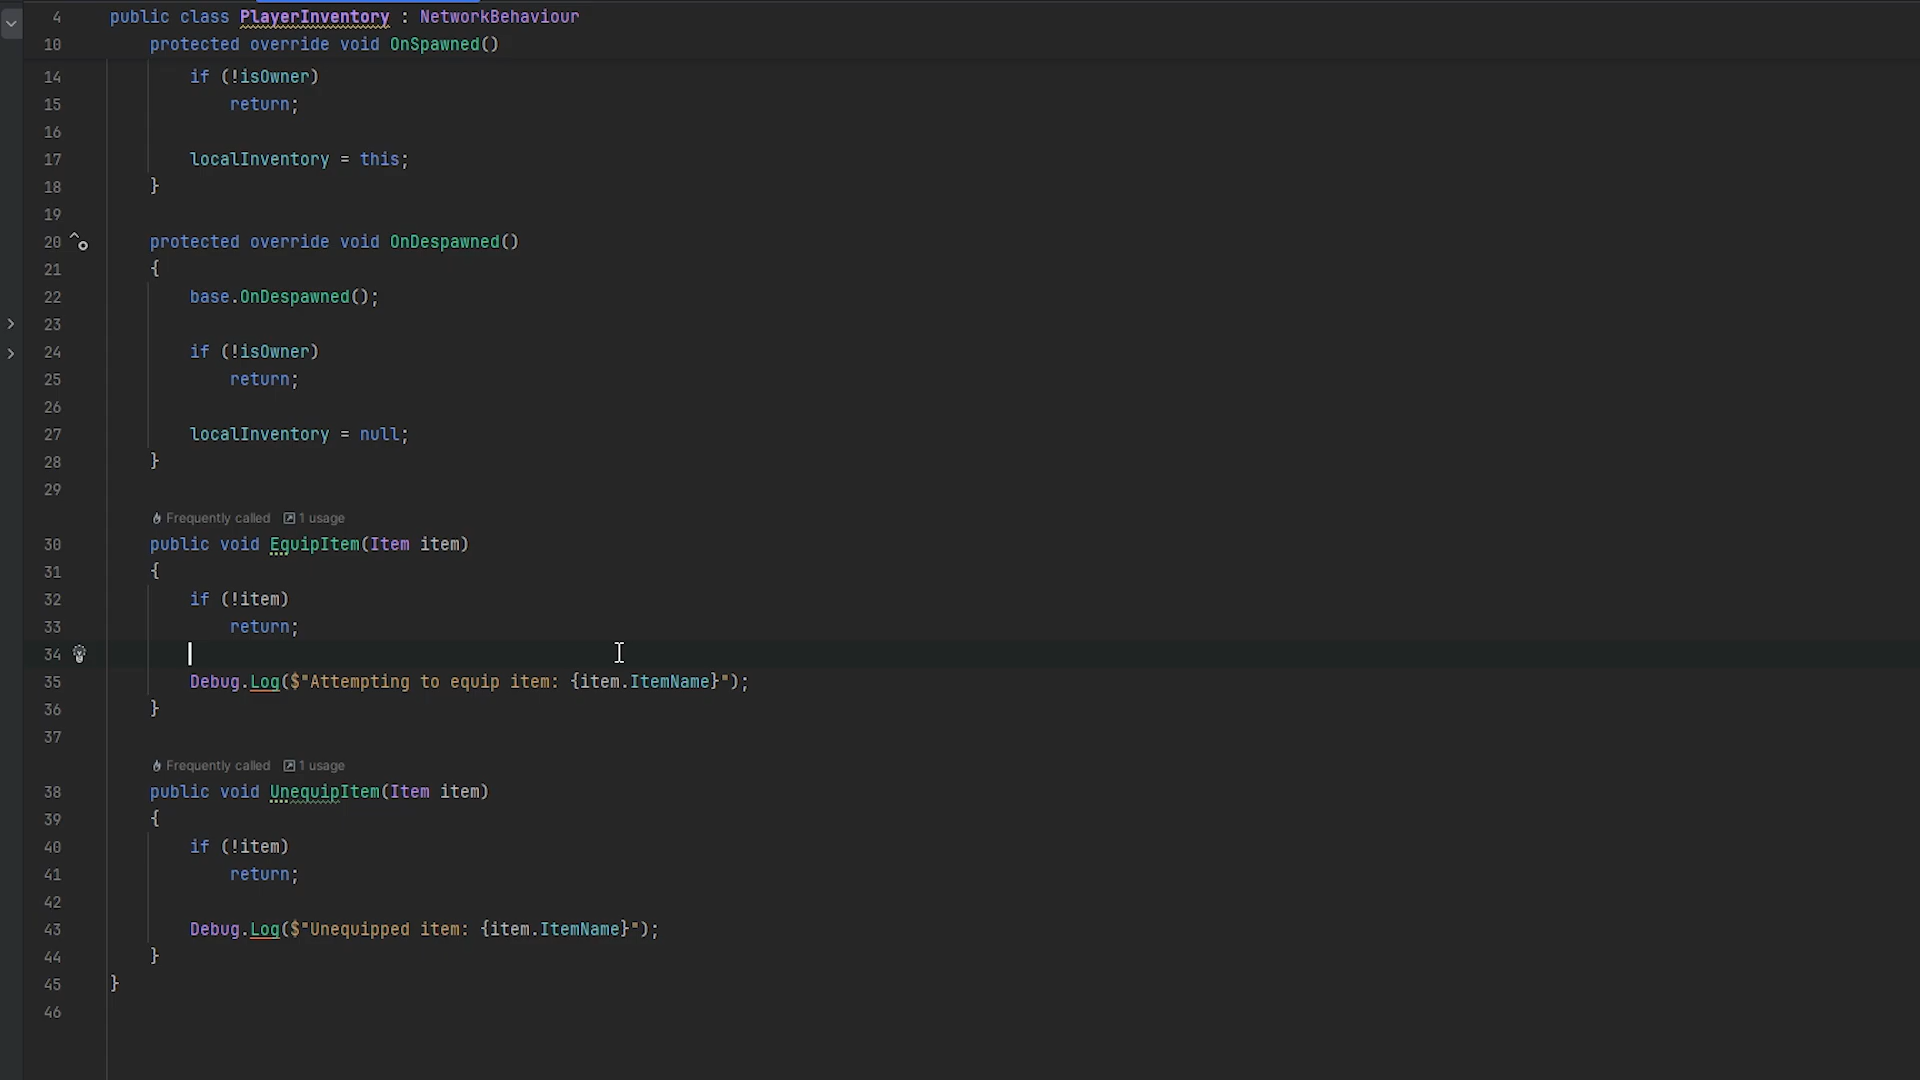 4 public class PlayerInventory : NetworkBehaviour
10 protected override void OnSpawned()
14 if (!isOwner)
15 return;
16
17 localInventory = this;
18 }
19
20 protected override void OnDespawned()
21 {
22 base.OnDespawned();
23
24 if (!isOwner)
25 return;
26
27 localInventory = null;
28 }
29
Frequently called 1 usage
30 public void EquipItem(Item item)
31 {
32 if (!item)
33 return;
34
35 Debug.Log($"Attempting to equip item: {item.ItemName}");
36 }
37
Frequently called 1 usage
38 public void UnequipItem(Item item)
39 {
40 if (!item)
41 return;
42
43 Debug.Log($"Unequipped item: {item.ItemName}");
44 }
45 }
46